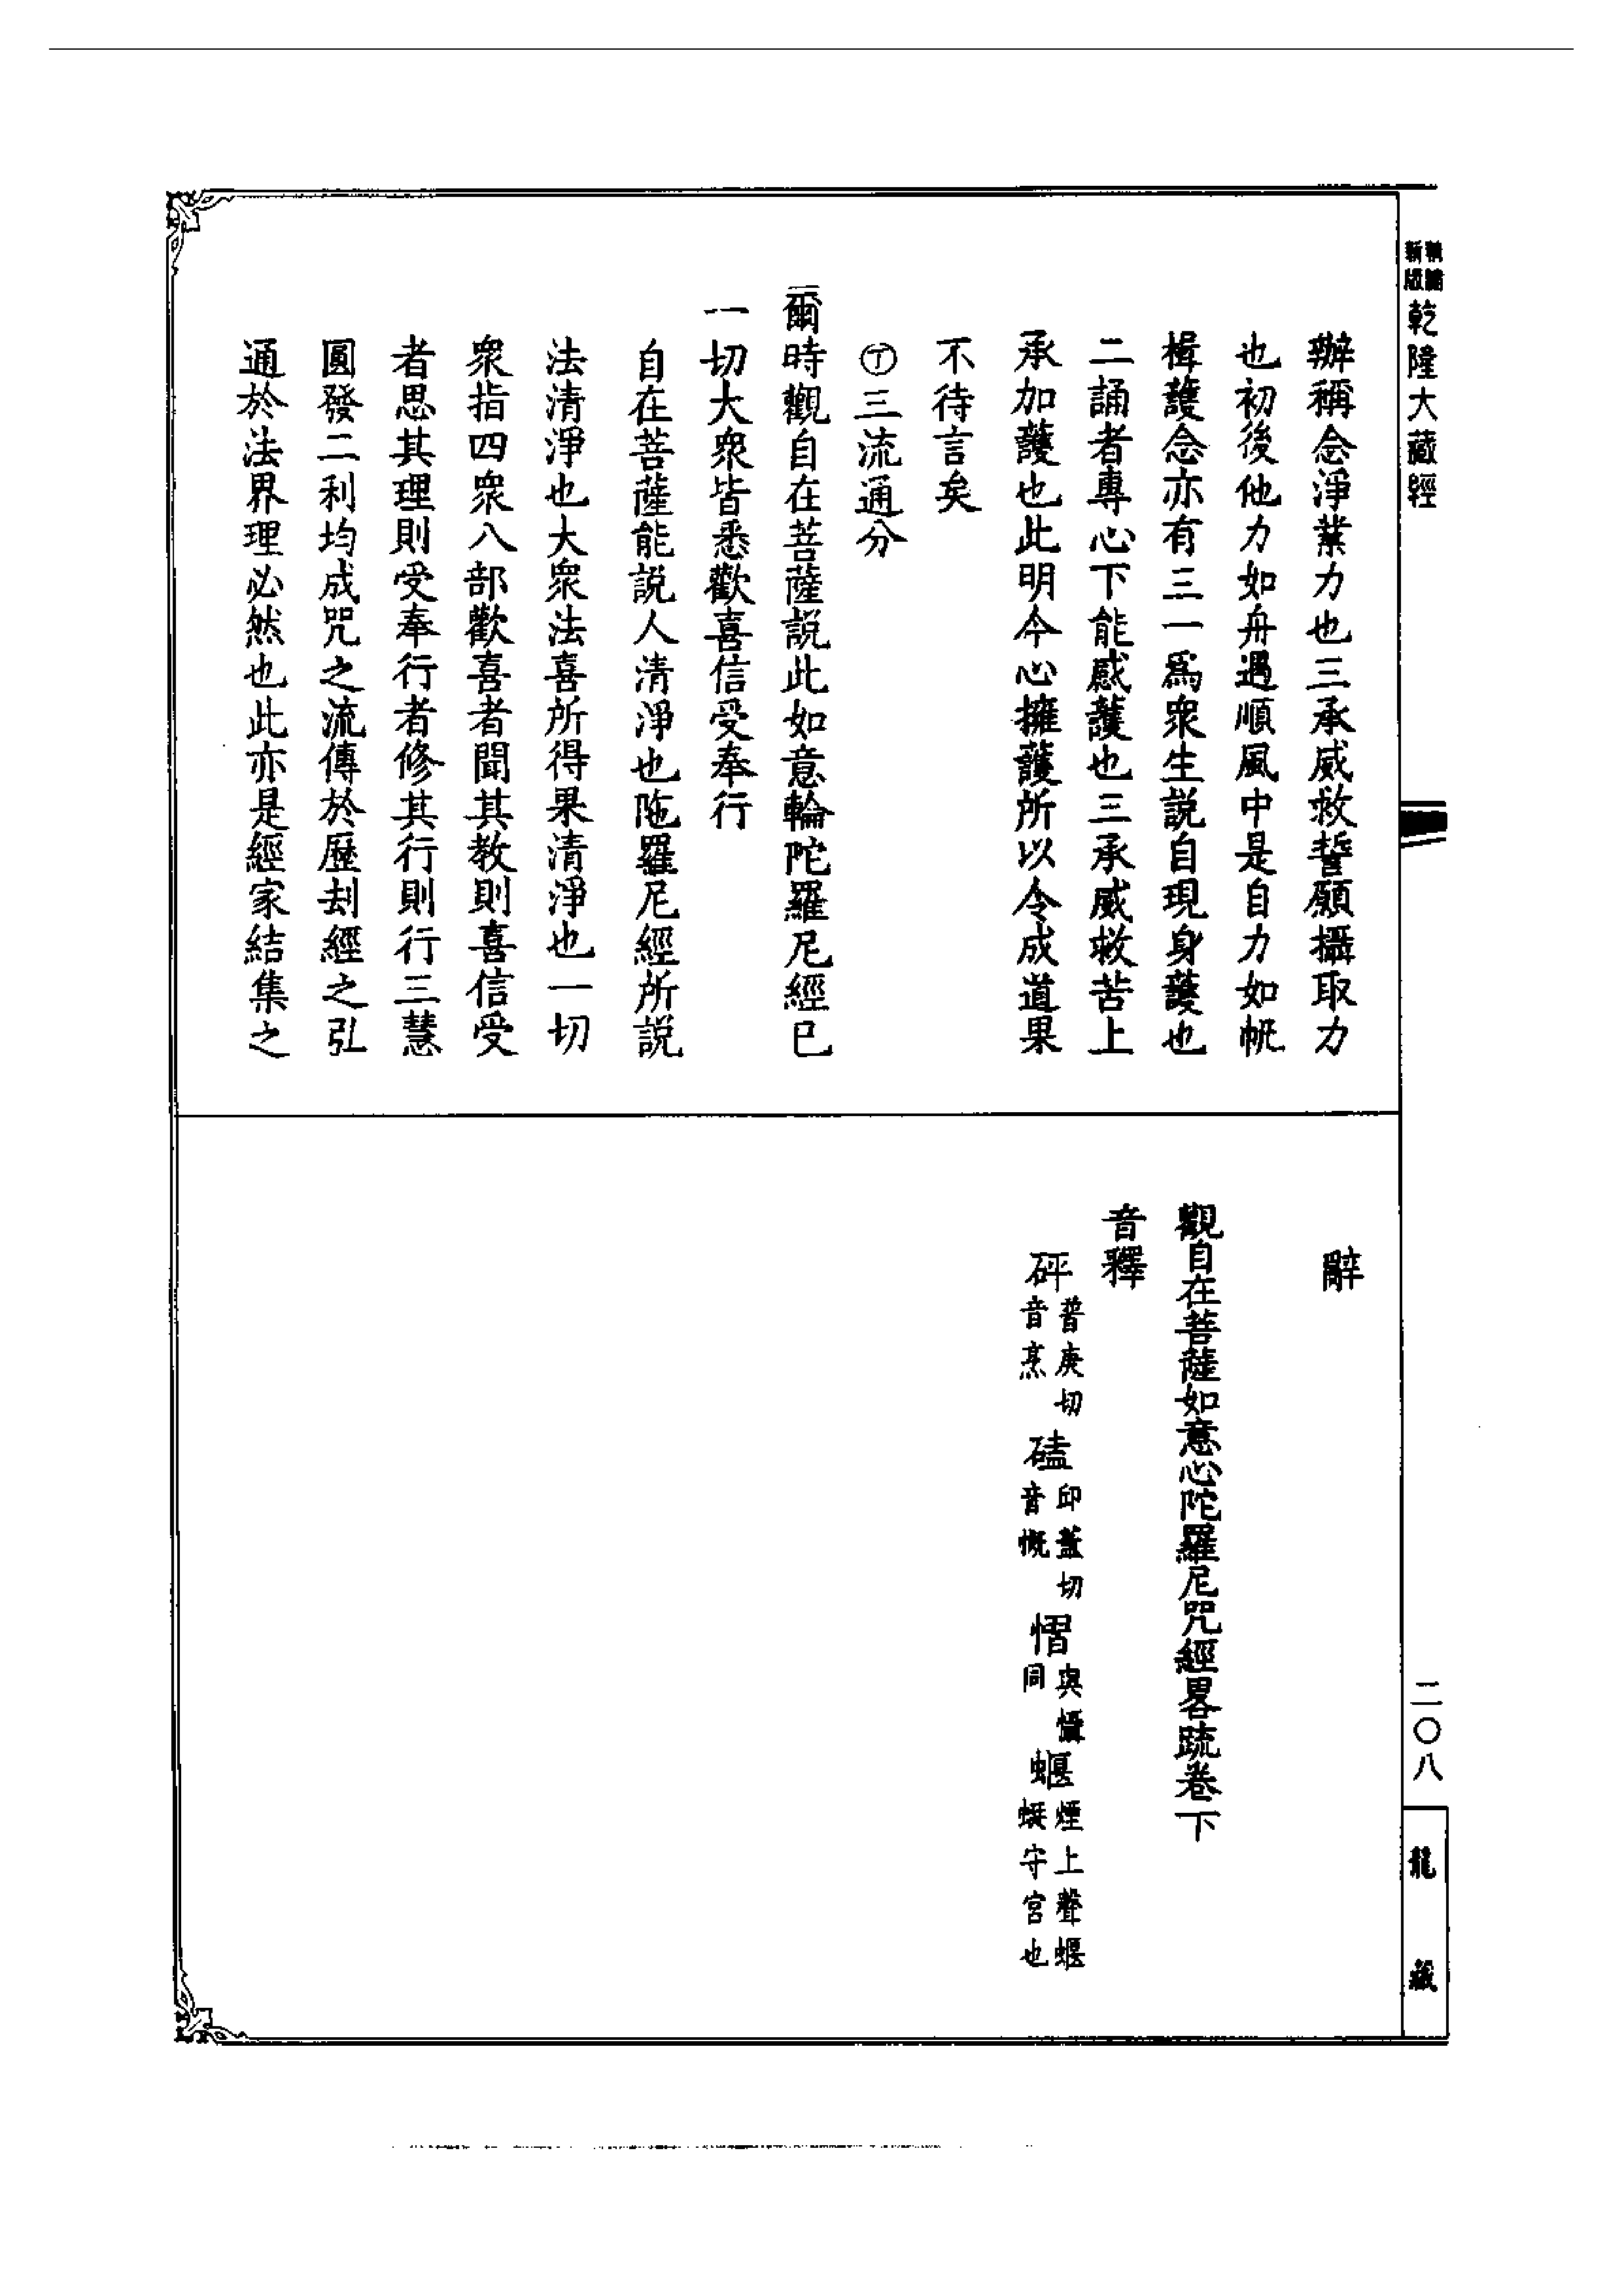 新編
新版
乾隆大藏經
二〇八
龍藏
辦稱念淨業力也三承威救誓願攝取力
也初後他力如舟遇順風中是自力如帆
楫護念亦有三一爲衆生説自現身護也
二誦者專心下能感護也三承威救苦上
承加護也此明今心擁護所以令成道果
不待言矣
㊀三流通分
爾時觀自在菩薩説此如意輪陀羅尼經已
一切大衆皆悉歡喜信受奉行
自在菩薩能説人清淨也陁羅尼經所説
法清淨也大衆法喜所得果清淨也一切
衆指四衆八部歡喜者聞其教則喜信受
者思其理則受奉行者修其行則行三慧
圓發二利均成咒之流傳於歷刦經之弘
通於法界理必然也此亦是經家結集之
辭
觀自在菩薩如意心陀羅尼咒經畧疏卷下
音釋
砰普庚切音烹 磕邱蓋切音慨 慴與懾同 蝘煙上聲蝘蜓守宮也